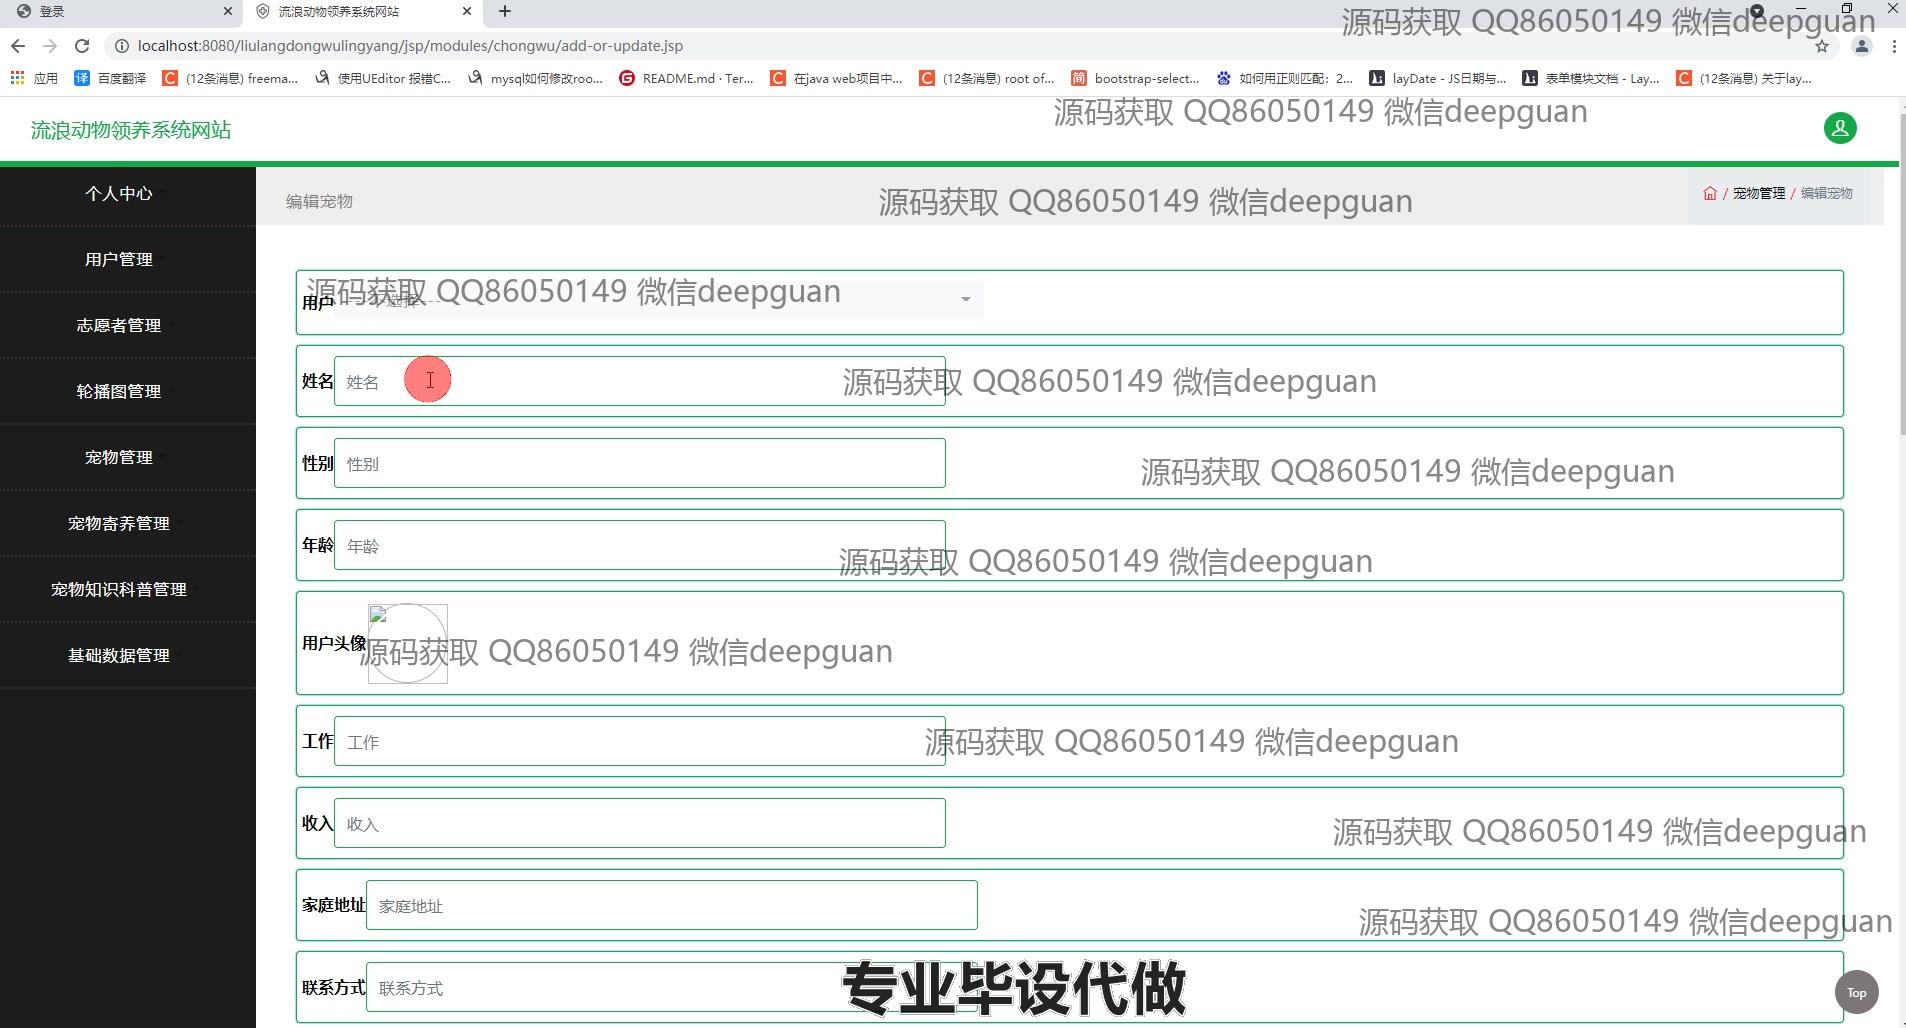 登录
流浪动物领养系统网站
源码获取 QQ86050149 微信deepguan
localhost:8080/liulangdongwulingyang/jsp/modules/chongwu/add-or-update.jsp
应用
百度翻译
(12条消息) freema...
使用UEditor 报错C...
mysql如何修改roo...
README.md · Ter...
在java web项目中...
(12条消息) root of...
bootstrap-select...
如何用正则匹配：2...
layDate - JS日期与...
表单模块文档 - Lay...
(12条消息) 关于lay...
源码获取 QQ86050149 微信deepguan
流浪动物领养系统网站
个人中心
用户管理
志愿者管理
轮播图管理
宠物管理
宠物寄养管理
宠物知识科普管理
基础数据管理
编辑宠物
源码获取 QQ86050149 微信deepguan
/ 宠物管理 / 编辑宠物
源码获取 QQ86050149 微信deepguan
用户
姓名 姓名
源码获取 QQ86050149 微信deepguan
性别 性别
源码获取 QQ86050149 微信deepguan
年龄 年龄
源码获取 QQ86050149 微信deepguan
用户头像
源码获取 QQ86050149 微信deepguan
工作 工作
源码获取 QQ86050149 微信deepguan
收入 收入
源码获取 QQ86050149 微信deepguan
家庭地址 家庭地址
源码获取 QQ86050149 微信deepguan
联系方式 联系方式
专业毕设代做
Top